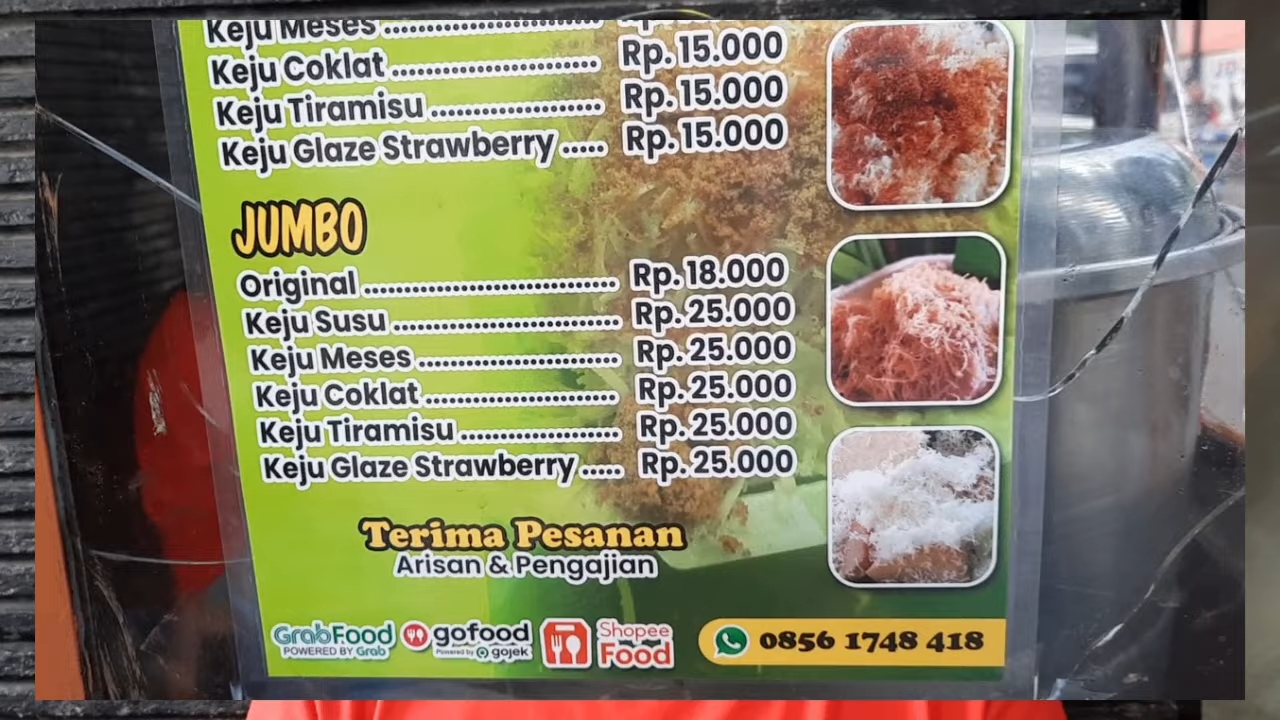 Keju Meses ..............................
Keju Coklat .............................. Rp. 15.000
Keju Tiramisu ......................... Rp. 15.000
Keju Glaze Strawberry ..... Rp. 15.000
JUMBO
Original ................................... Rp. 18.000
Keju Susu ............................... Rp. 25.000
Keju Meses ............................ Rp. 25.000
Keju Coklat ........................... Rp. 25.000
Keju Tiramisu ....................... Rp. 25.000
Keju Glaze Strawberry ..... Rp. 25.000
Terima Pesanan
Arisan & Pengajian
GrabFood
POWERED BY Grab
gofood
Powered by gojek
Shopee
Food
0856 1748 418